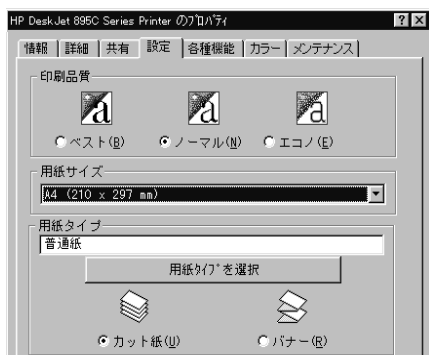 HP DeskJet 895C Series Printer のﾌﾟﾛﾊﾟﾃｨ
情報 詳細 共有 設定 各種機能 カラー メンテナンス
印刷品質
ベスト(B) ノーマル(N) エコノ(E)
用紙サイズ
A4 (210 x 297 mm)
用紙タイプ
普通紙
用紙ﾀｲﾌﾟを選択
カット紙(U) バナー(R)